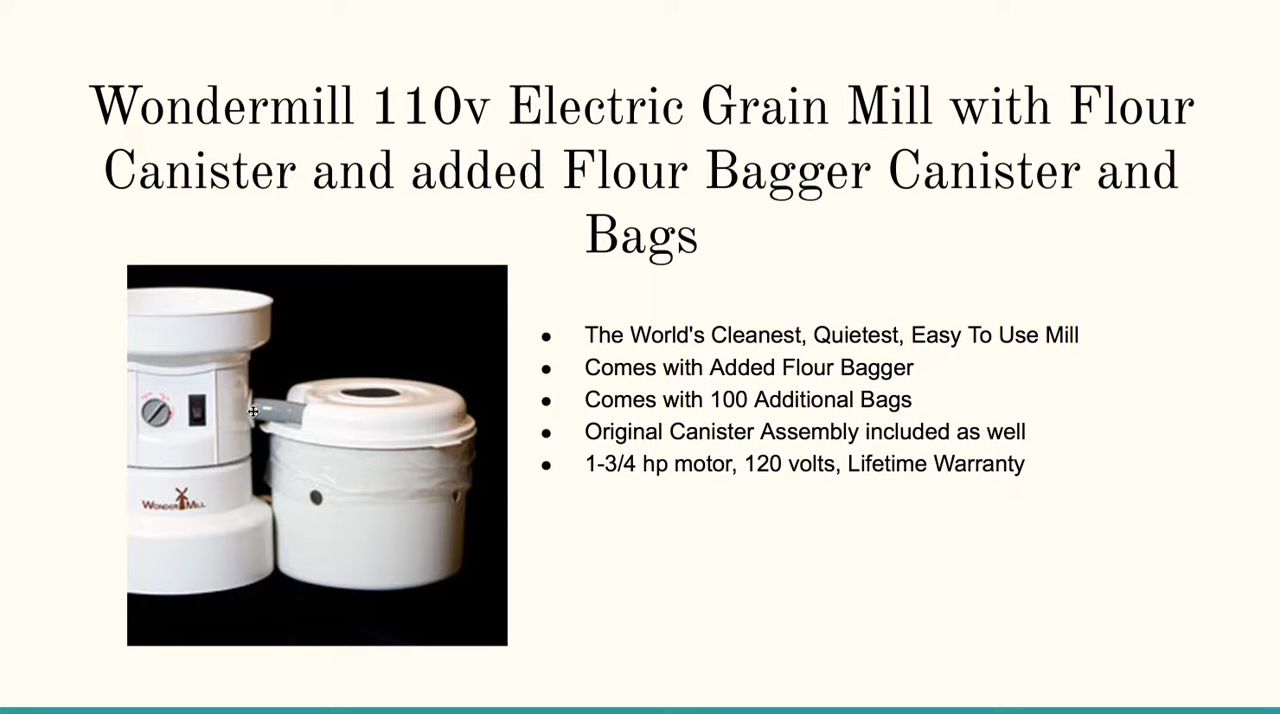 Wondermill 110v Electric Grain Mill with Flour
Canister and added Flour Bagger Canister and
Bags
The World's Cleanest, Quietest, Easy To Use Mill
Comes with Added Flour Bagger
Comes with 100 Additional Bags
Original Canister Assembly included as well
1-3/4 hp motor, 120 volts, Lifetime Warranty
WONDER MILL